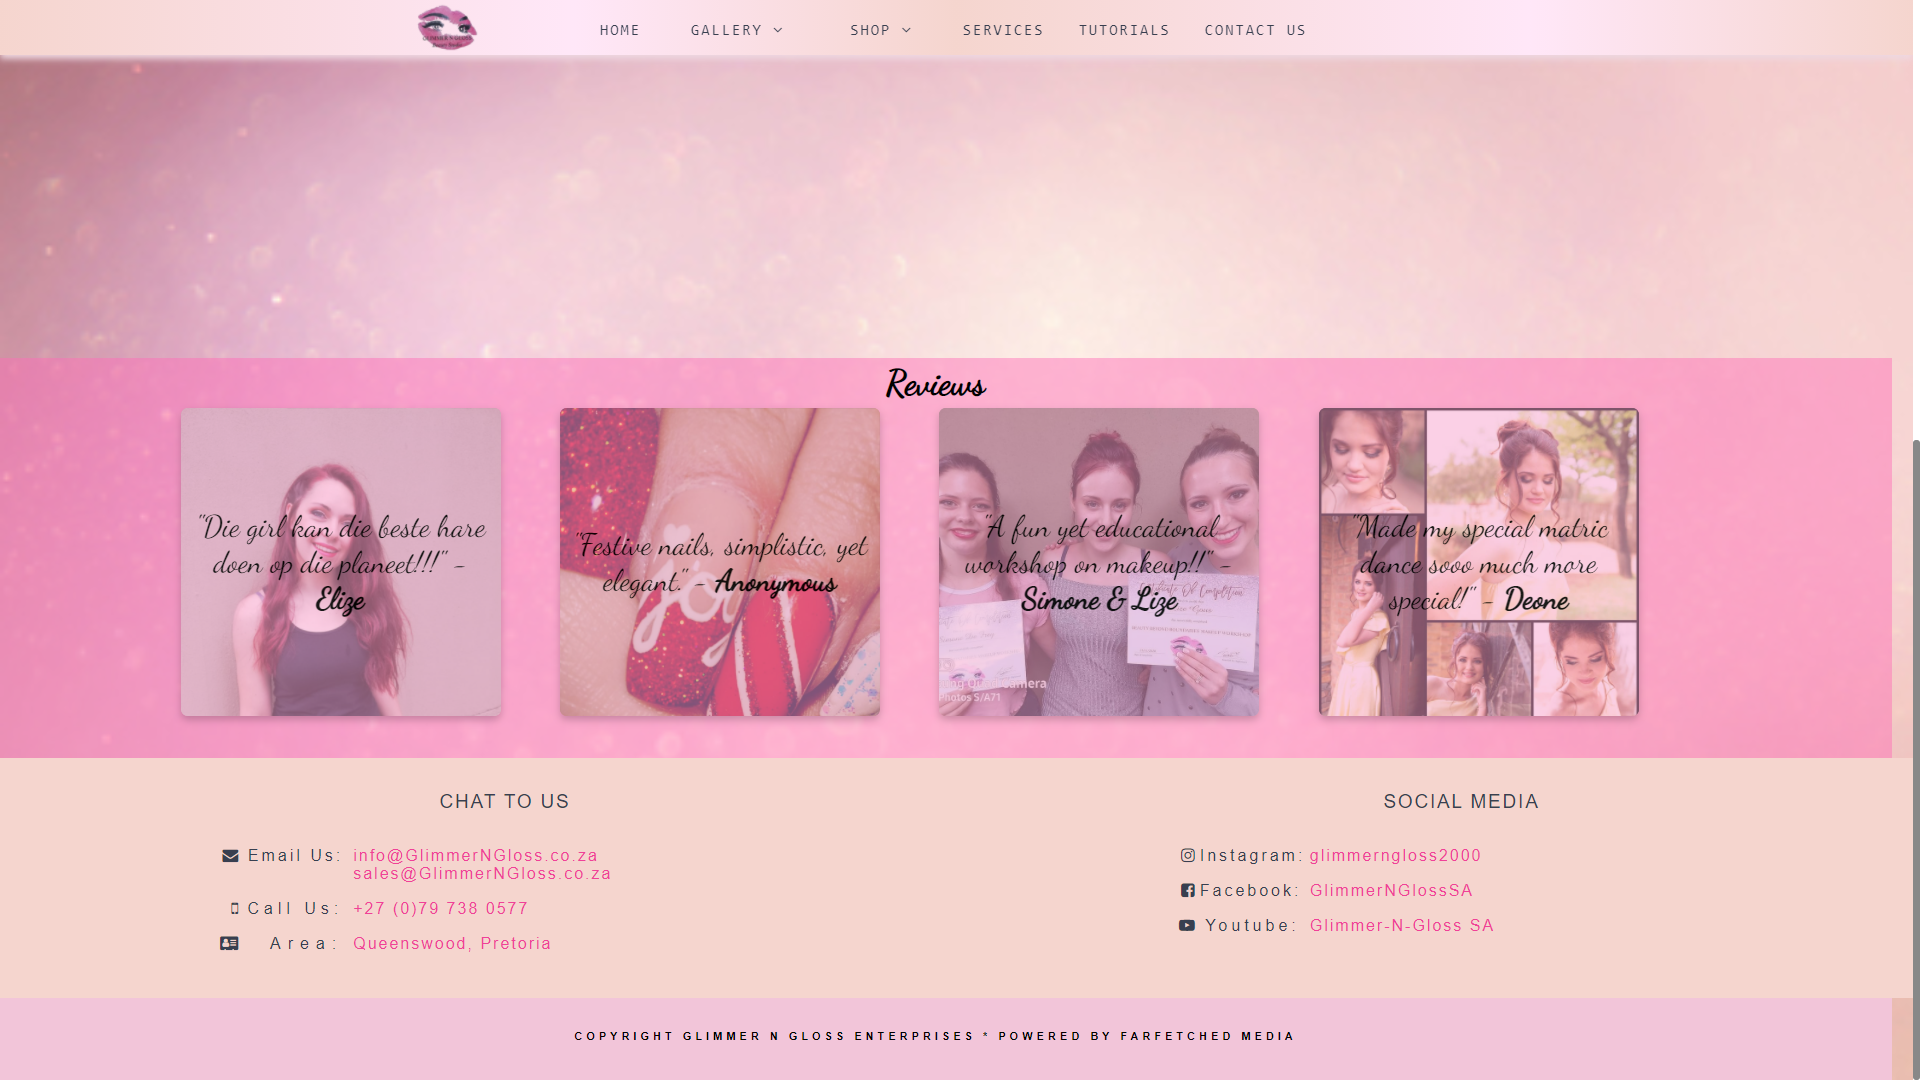 HOME GALLERY SHOP SERVICES TUTORIALS CONTACT US
Reviews
"Die girl kan die beste hare
doen op die planeet!!!" -
Elize
"Festive nails, simplistic, yet
elegant." - Anonymous
"A fun yet educational
workshop on makeup!!" -
Simone & Lize
"Made my special matric
dance sooo much more
special!" - Deone
Photos S/A71
CHAT TO US
Email Us: info@GlimmerNGloss.co.za
sales@GlimmerNGloss.co.za
Call Us: +27 (0)79 738 0577
Area: Queenswood, Pretoria
SOCIAL MEDIA
Instagram: glimmerngloss2000
Facebook: GlimmerNGlossSA
Youtube: Glimmer-N-Gloss SA
COPYRIGHT GLIMMER N GLOSS ENTERPRISES * POWERED BY FARFETCHED MEDIA